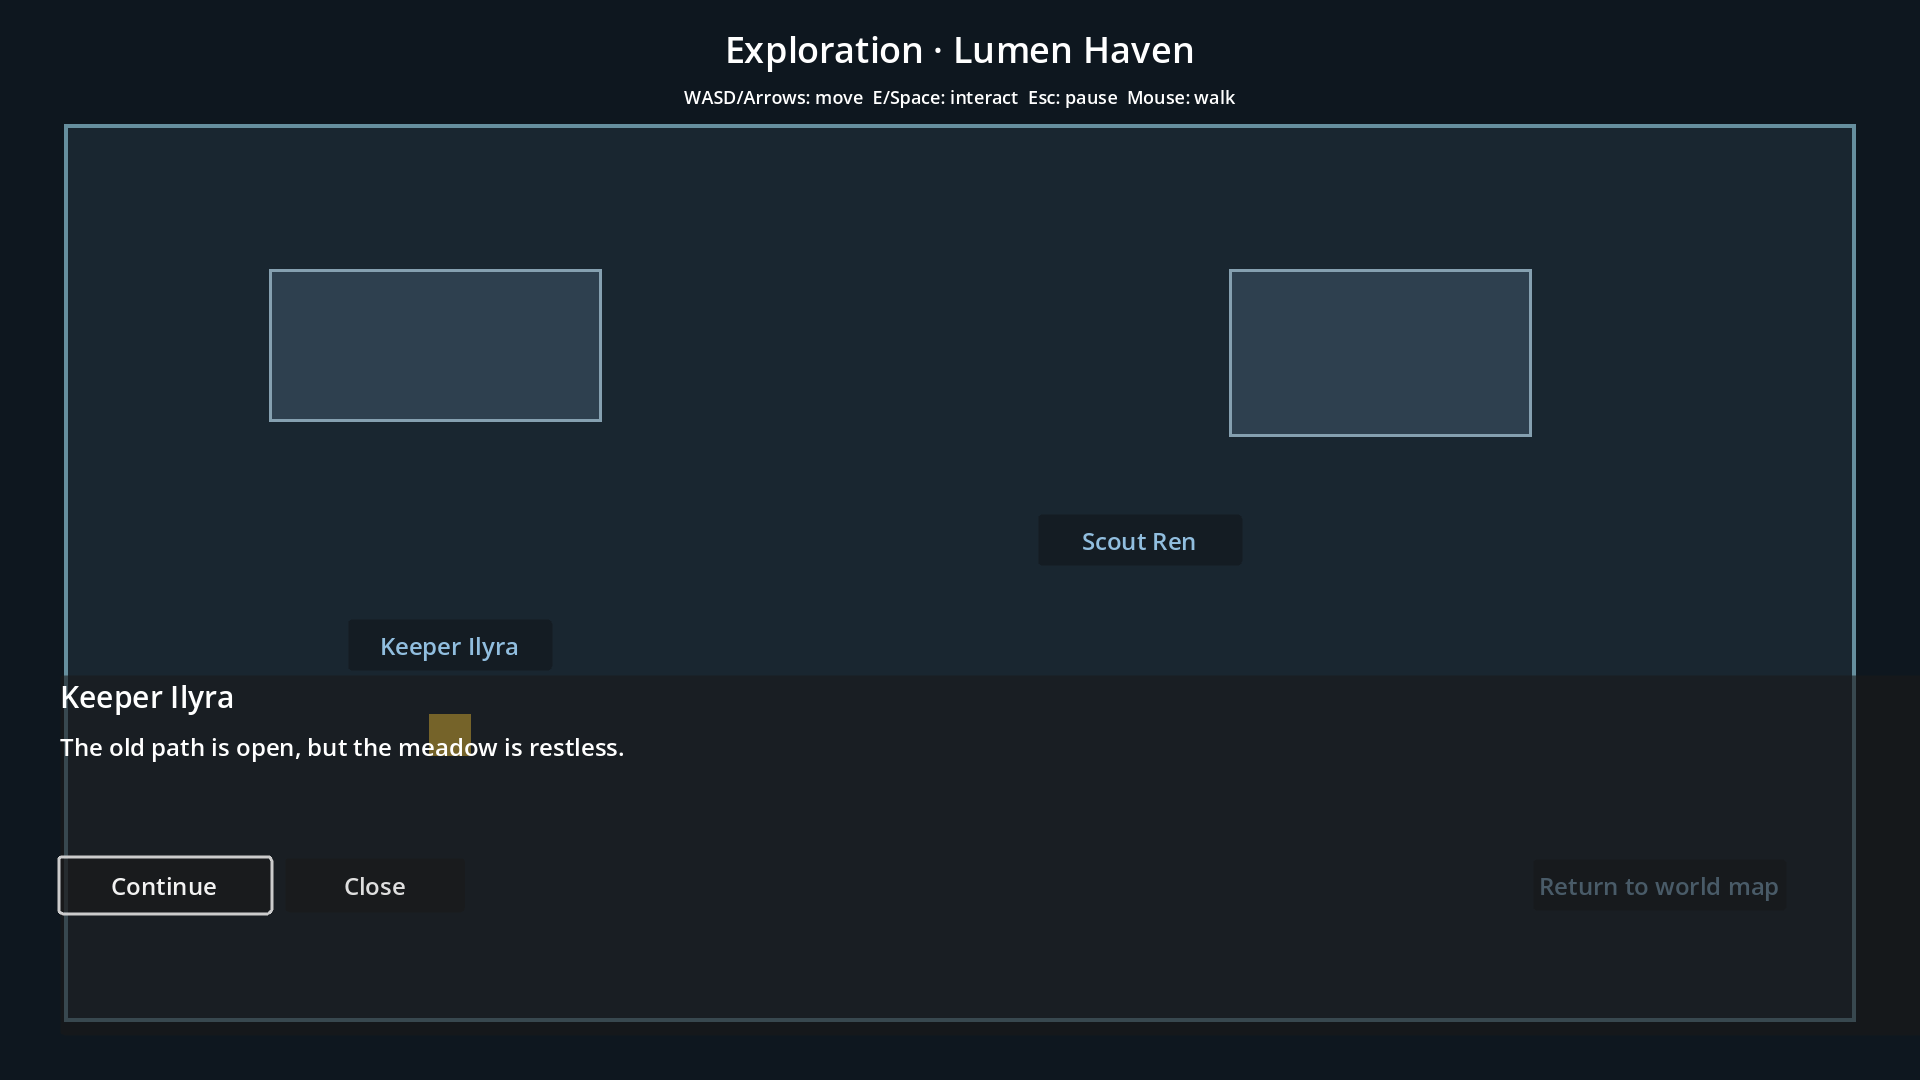 Exploration · Lumen Haven
WASD/Arrows: move  E/Space: interact  Esc: pause  Mouse: walk
Scout Ren
Keeper Ilyra
Keeper Ilyra
The old path is open, but the meadow is restless.
Continue
Close
Return to world map